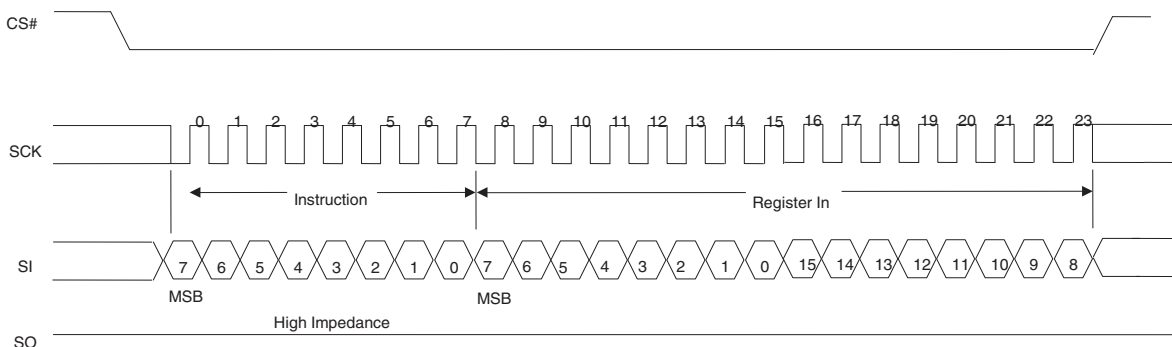 CS#
0 1 2 3 4 5 6 7 8 9 10 11 12 13 14 15 16 17 18 19 20 21 22 23
SCK
Instruction Register In
SI 7 6 5 4 3 2 1 0 7 6 5 4 3 2 1 0 15 14 13 12 11 10 9 8
MSB MSB
High Impedance
SO